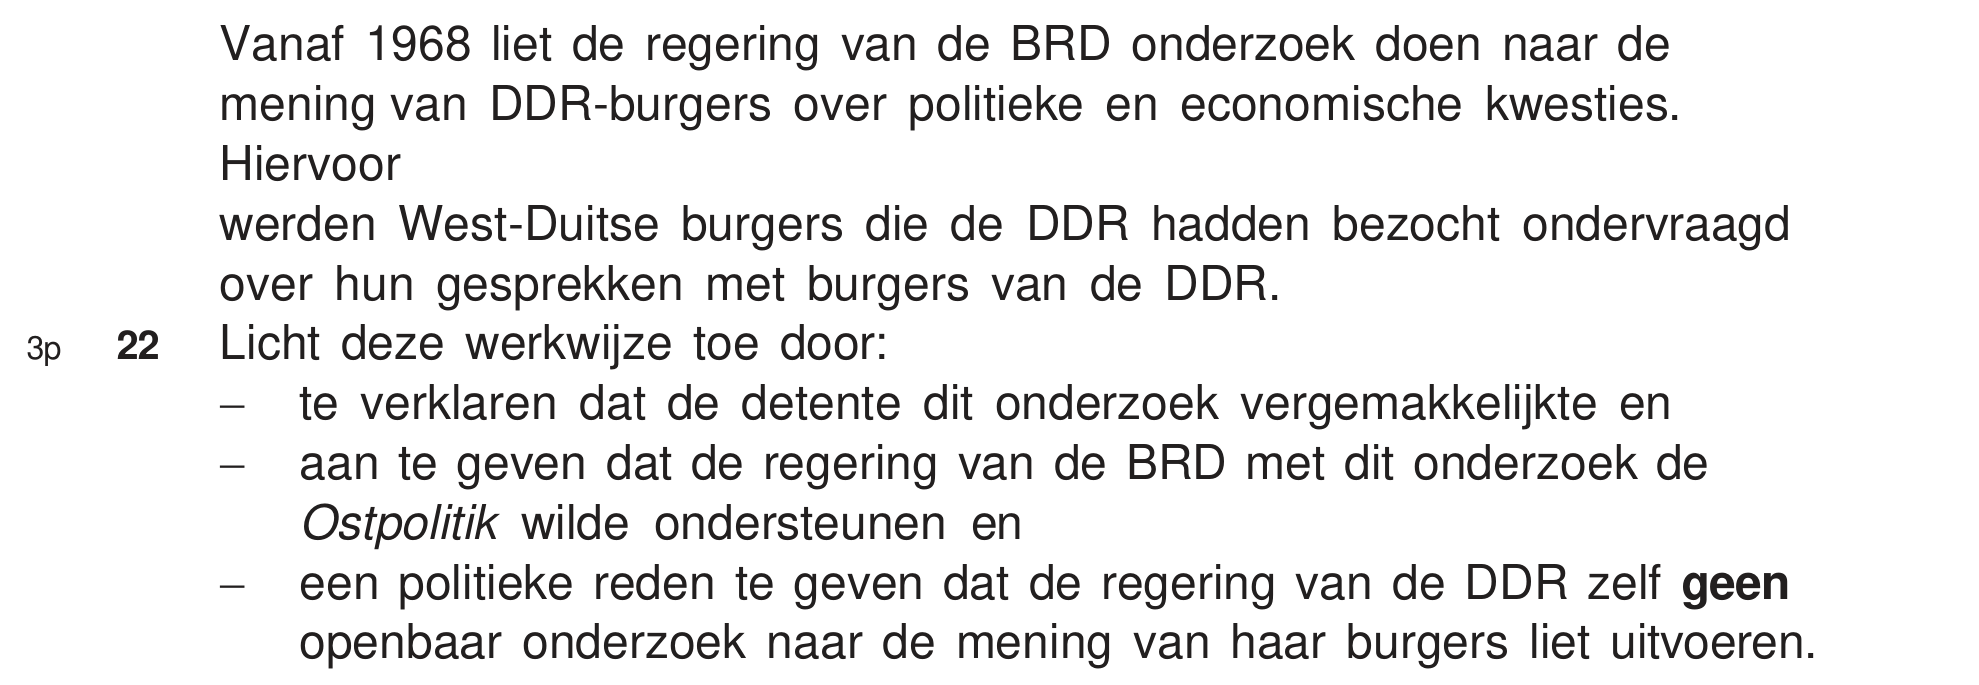 Vanaf 1968 liet de regering van de BRD onderzoek doen naar de
mening van DDR-burgers over politieke en economische kwesties.
Hiervoor
werden West-Duitse burgers die de DDR hadden bezocht ondervraagd
over hun gesprekken met burgers van de DDR.
3p 22 Licht deze werkwijze toe door:
– te verklaren dat de detente dit onderzoek vergemakkelijkte en
– aan te geven dat de regering van de BRD met dit onderzoek de
Ostpolitik wilde ondersteunen en
– een politieke reden te geven dat de regering van de DDR zelf geen
openbaar onderzoek naar de mening van haar burgers liet uitvoeren.